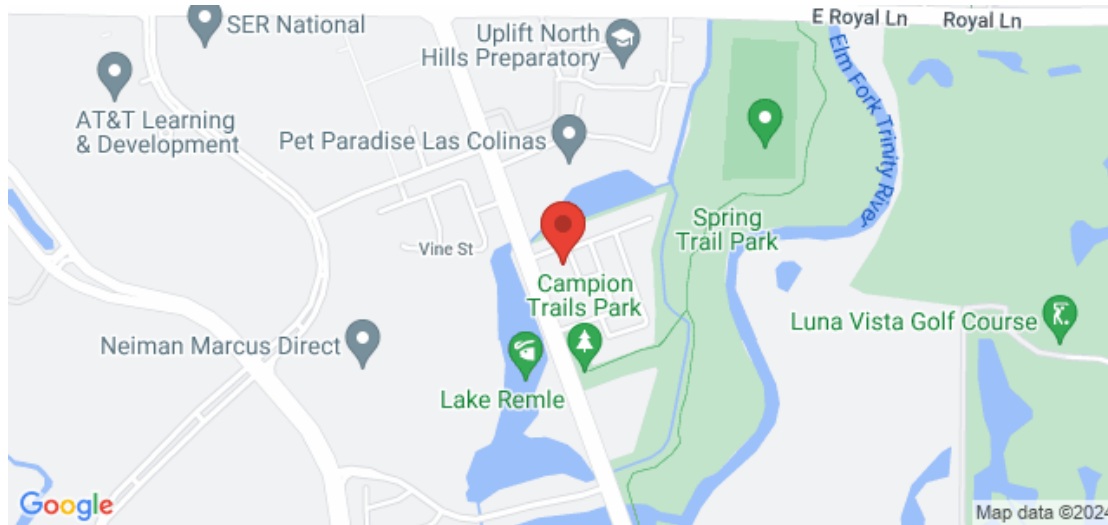 E Royal Ln
Royal Ln
SER National
Uplift North
Hills Preparatory
Elm Fork Trinity River
AT&T Learning
& Development
Pet Paradise Las Colinas
Spring
Trail Park
Vine St
Campion
Trails Park
Luna Vista Golf Course
Neiman Marcus Direct
Lake Remle
Google
Map data ©2024